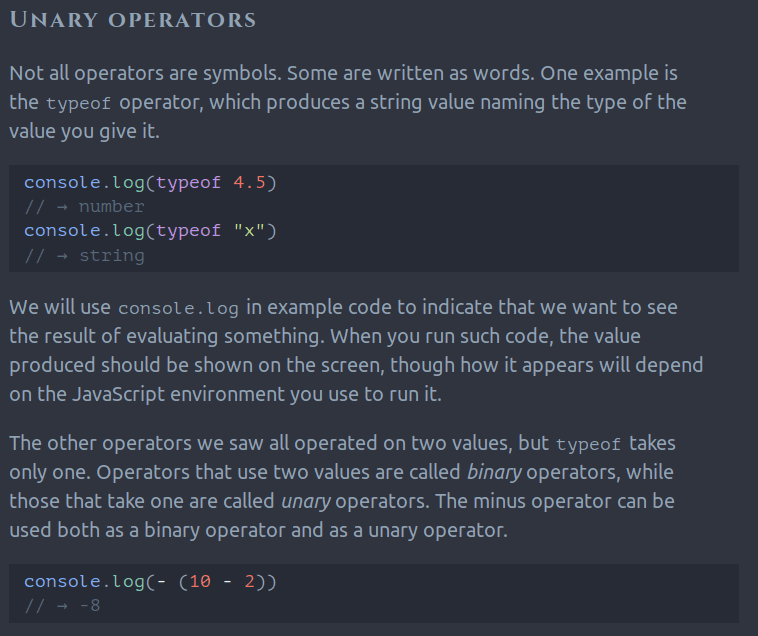 Unary operators
Not all operators are symbols. Some are written as words. One example is
the typeof operator, which produces a string value naming the type of the
value you give it.
console.log(typeof 4.5)
// → number
console.log(typeof "x")
// → string
We will use console.log in example code to indicate that we want to see
the result of evaluating something. When you run such code, the value
produced should be shown on the screen, though how it appears will depend
on the JavaScript environment you use to run it.
The other operators we saw all operated on two values, but typeof takes
only one. Operators that use two values are called binary operators, while
those that take one are called unary operators. The minus operator can be
used both as a binary operator and as a unary operator.
console.log(- (10 - 2))
// → -8